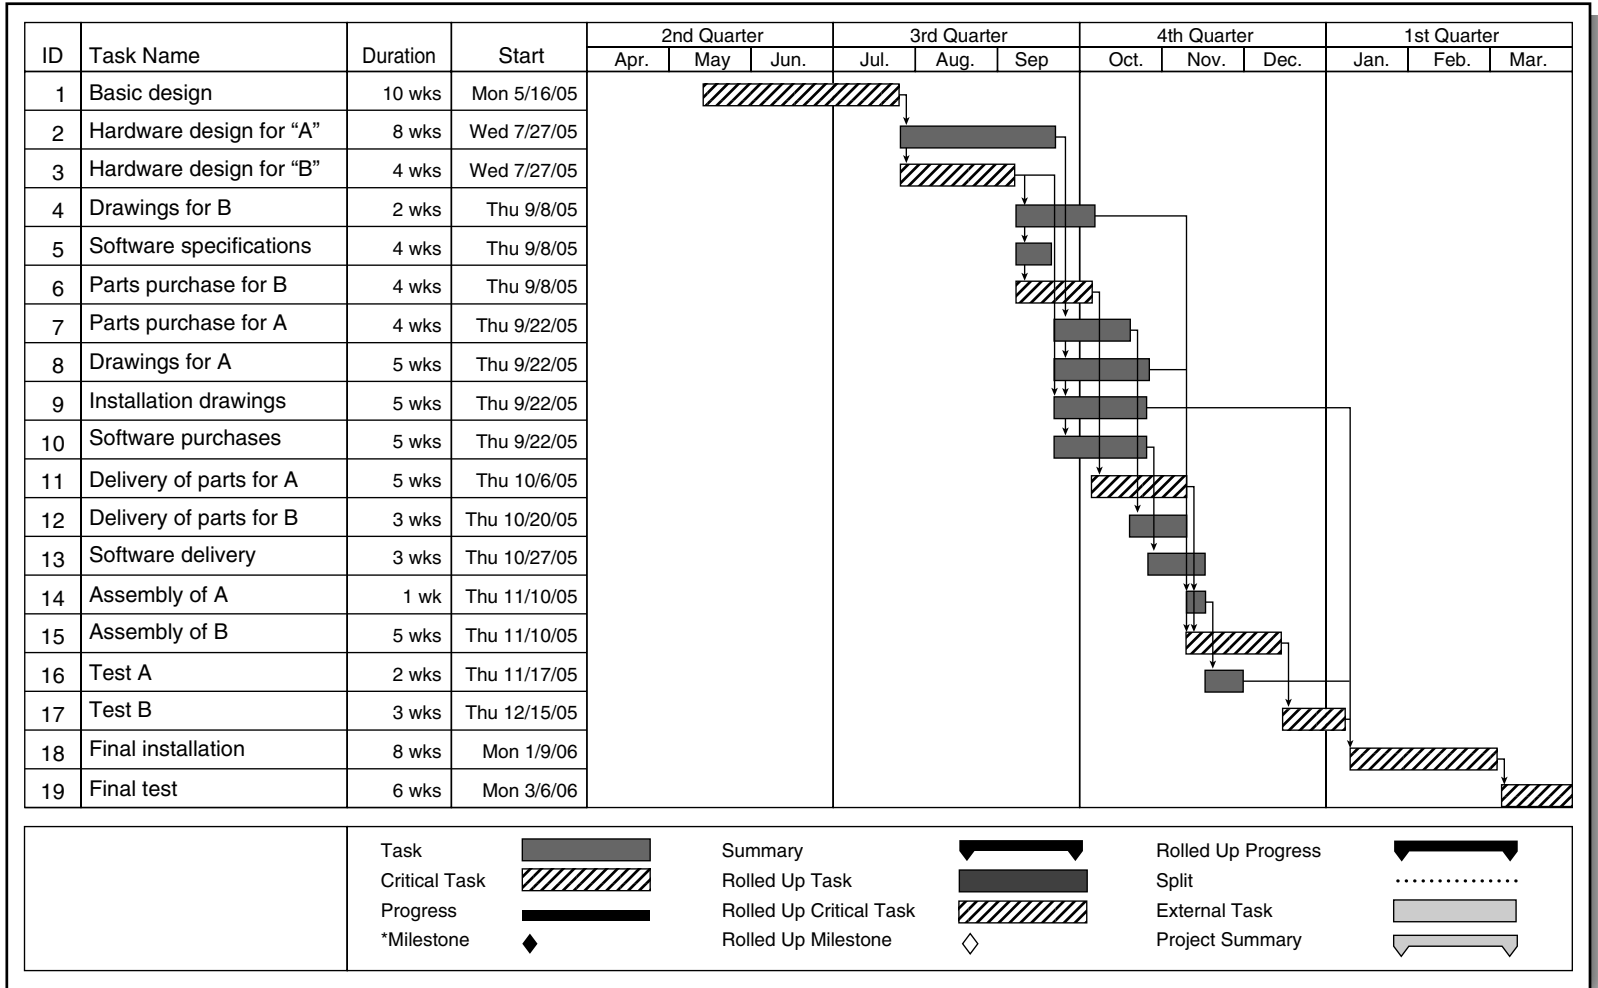 2nd Quarter 3rd Quarter 4th Quarter 1st Quarter
ID Task Name Duration Start Apr. May Jun. Jul. Aug. Sep Oct. Nov. Dec. Jan. Feb. Mar.
1 Basic design 10 wks Mon 5/16/05
2 Hardware design for “A” 8 wks Wed 7/27/05
3 Hardware design for “B” 4 wks Wed 7/27/05
4 Drawings for B 2 wks Thu 9/8/05
5 Software specifications 4 wks Thu 9/8/05
6 Parts purchase for B 4 wks Thu 9/8/05
7 Parts purchase for A 4 wks Thu 9/22/05
8 Drawings for A 5 wks Thu 9/22/05
9 Installation drawings 5 wks Thu 9/22/05
10 Software purchases 5 wks Thu 9/22/05
11 Delivery of parts for A 5 wks Thu 10/6/05
12 Delivery of parts for B 3 wks Thu 10/20/05
13 Software delivery 3 wks Thu 10/27/05
14 Assembly of A 1 wk Thu 11/10/05
15 Assembly of B 5 wks Thu 11/10/05
16 Test A 2 wks Thu 11/17/05
17 Test B 3 wks Thu 12/15/05
18 Final installation 8 wks Mon 1/9/06
19 Final test 6 wks Mon 3/6/06
Task Summary Rolled Up Progress
Critical Task Rolled Up Task Split
Progress Rolled Up Critical Task External Task
*Milestone Rolled Up Milestone Project Summary